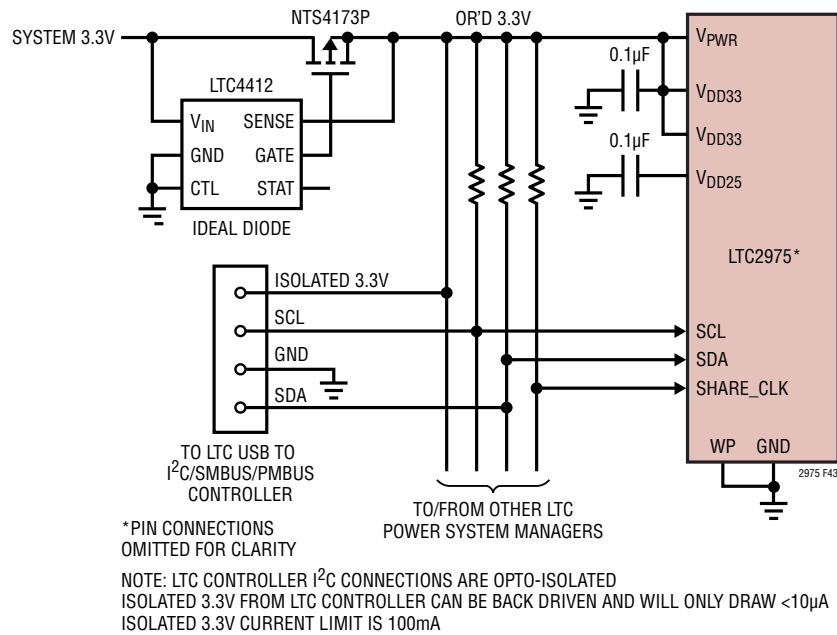 NTS4173P
OR'D 3.3V
SYSTEM 3.3V
LTC4412
VIN
SENSE
GND
GATE
CTL
STAT
IDEAL DIODE
0.1µF
0.1µF
VPWR
VDD33
VDD33
VDD25
LTC2975*
ISOLATED 3.3V
SCL
GND
SDA
SCL
SDA
SHARE_CLK
WP
GND
2975 F43
TO LTC USB TO
I2C/SMBUS/PMBUS
CONTROLLER
TO/FROM OTHER LTC
POWER SYSTEM MANAGERS
*PIN CONNECTIONS
OMITTED FOR CLARITY
NOTE: LTC CONTROLLER I2C CONNECTIONS ARE OPTO-ISOLATED
ISOLATED 3.3V FROM LTC CONTROLLER CAN BE BACK DRIVEN AND WILL ONLY DRAW <10µA
ISOLATED 3.3V CURRENT LIMIT IS 100mA